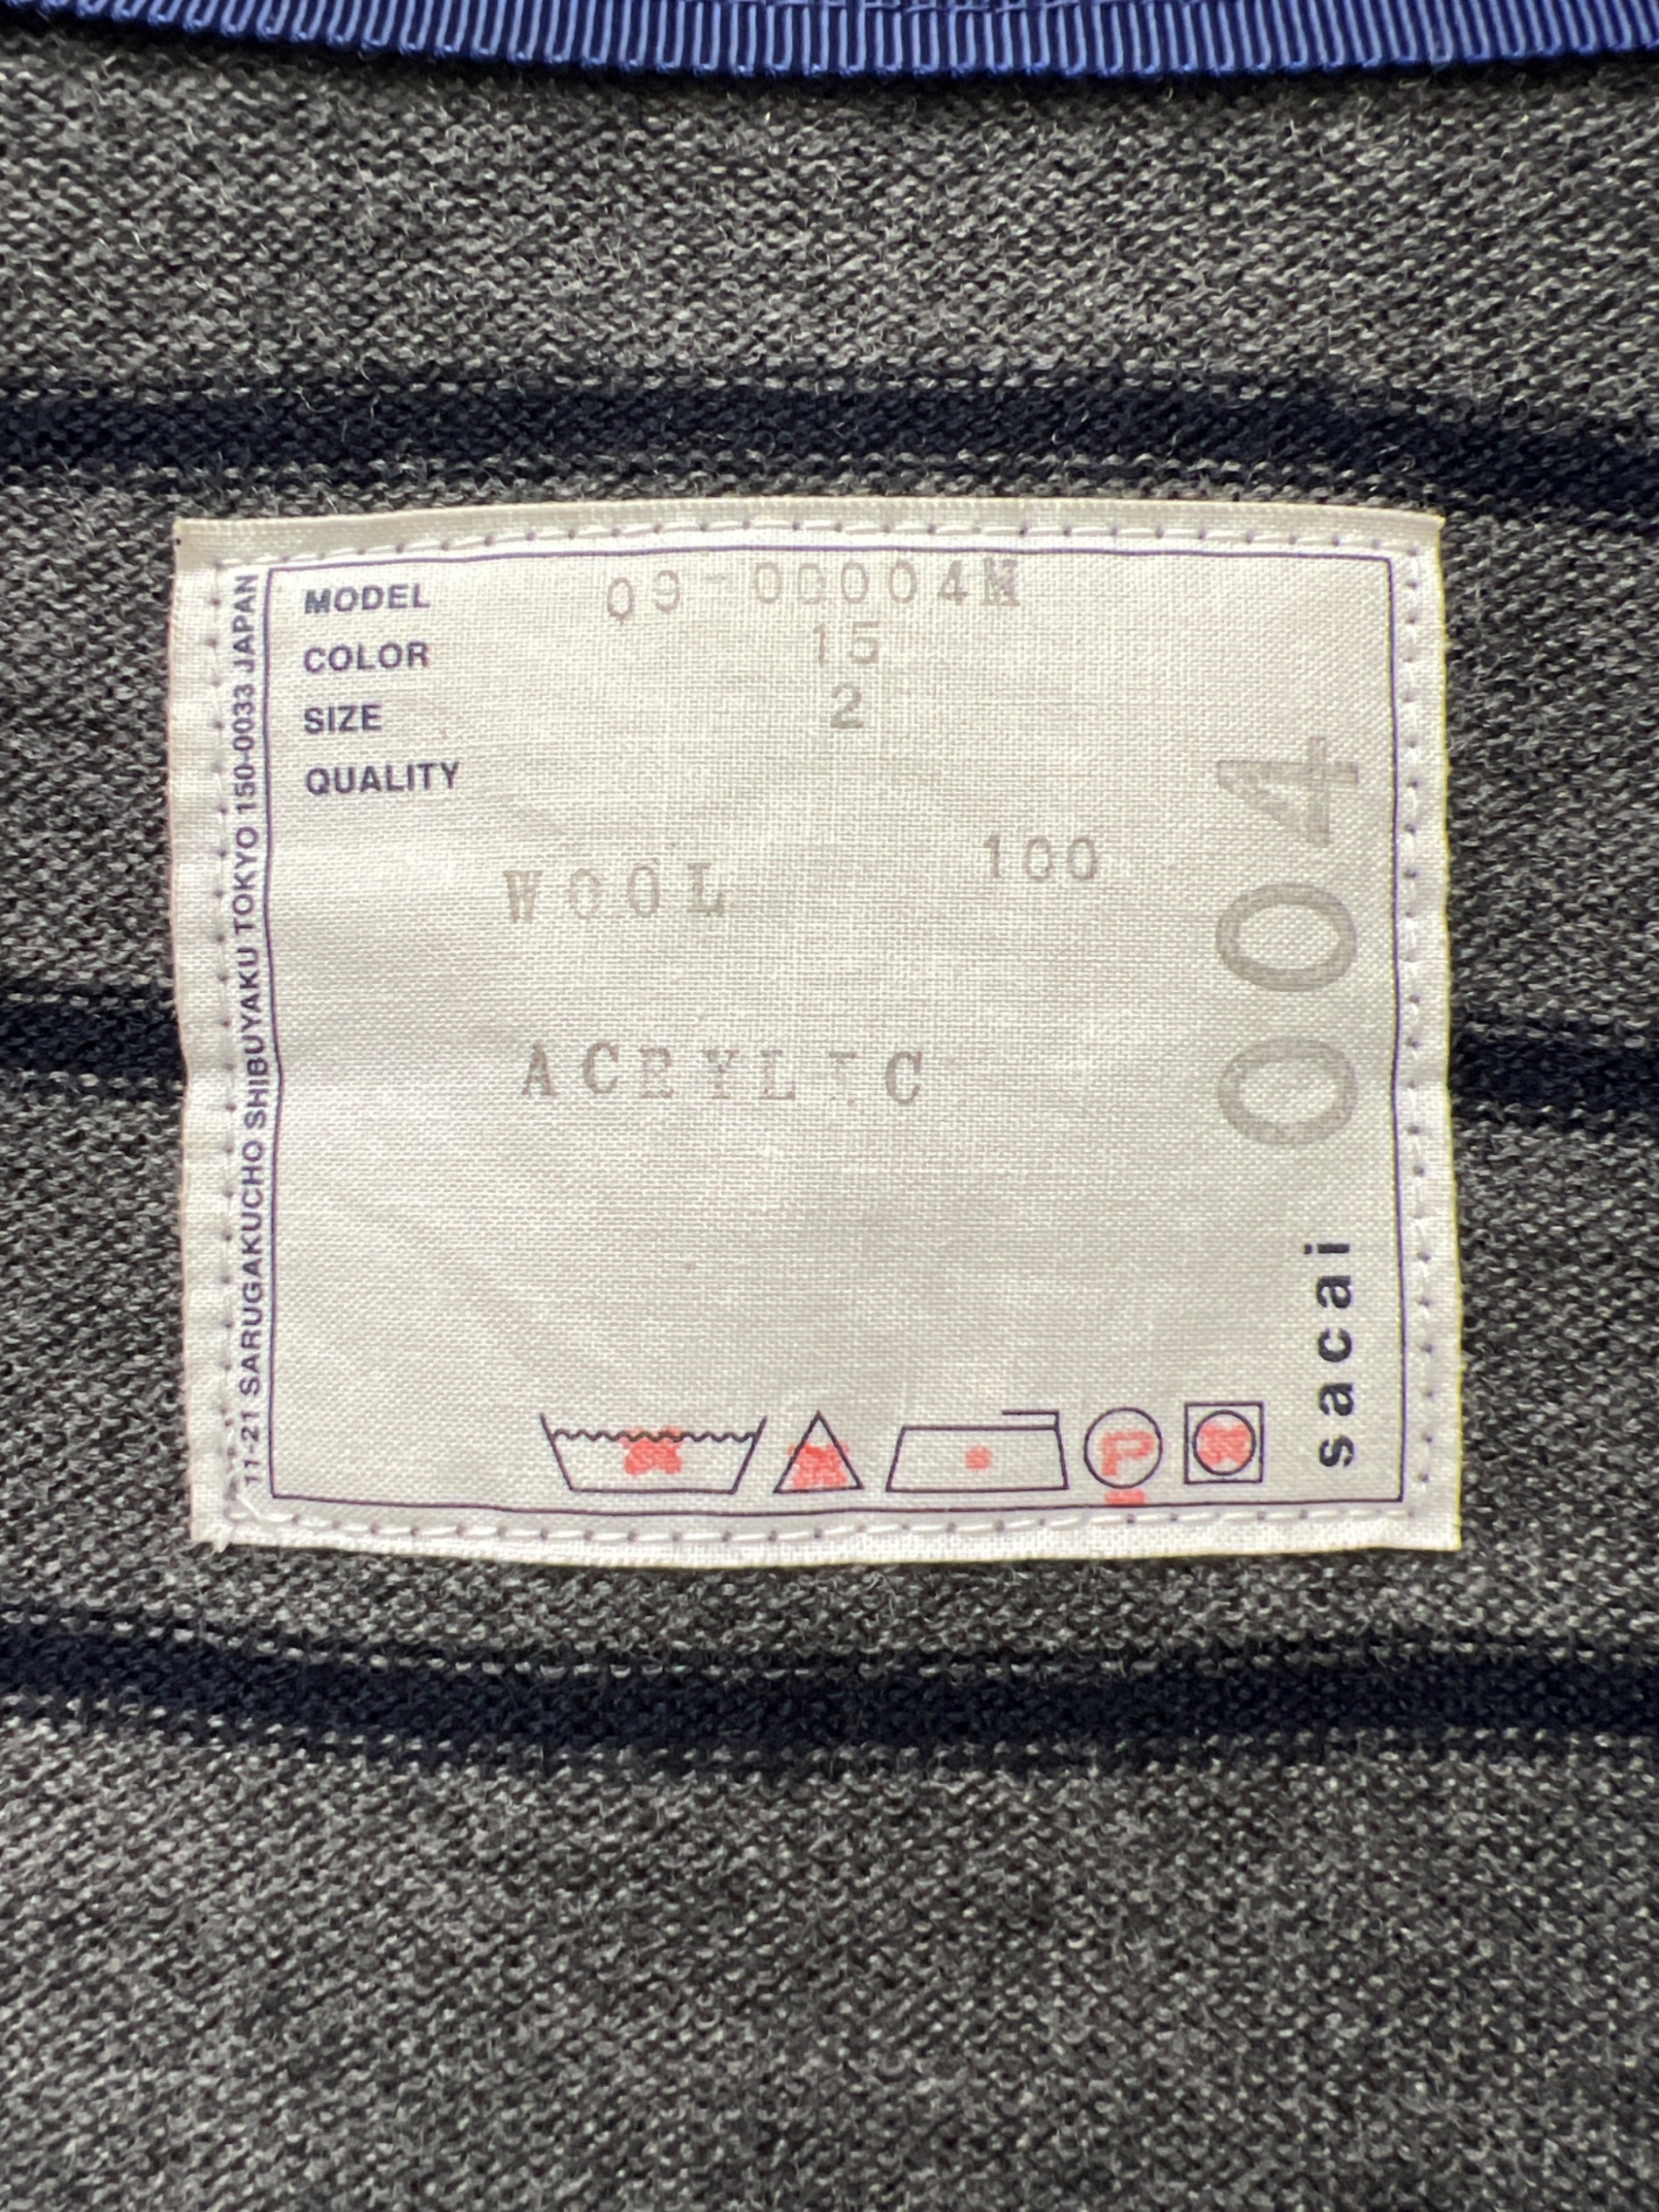 MODEL 09-00004M
COLOR 15
SIZE 2
QUALITY
WOOL 100
ACRYLIC
004
sacai
P
11-21 SARUGAKUCHO SHIBUYAKU TOKYO 150-0033 JAPAN